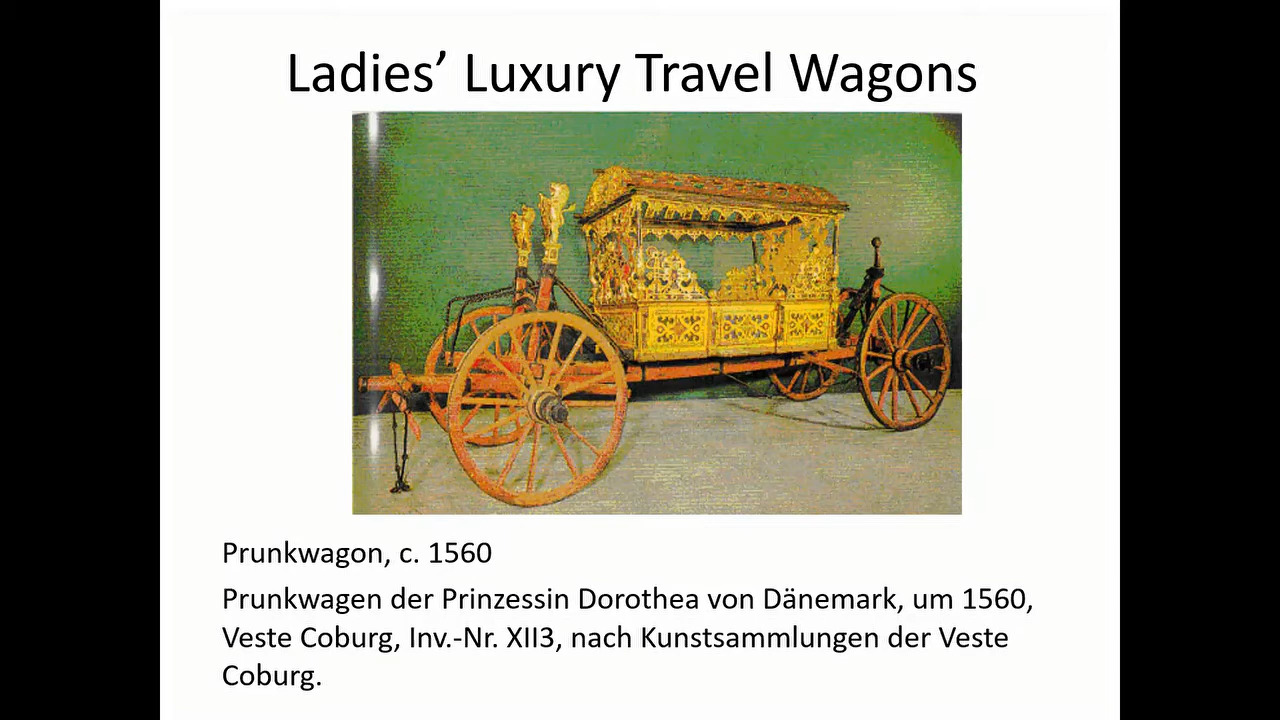 Ladies’ Luxury Travel Wagons
Prunkwagon, c. 1560
Prunkwagen der Prinzessin Dorothea von Dänemark, um 1560,
Veste Coburg, Inv.-Nr. XII3, nach Kunstsammlungen der Veste
Coburg.